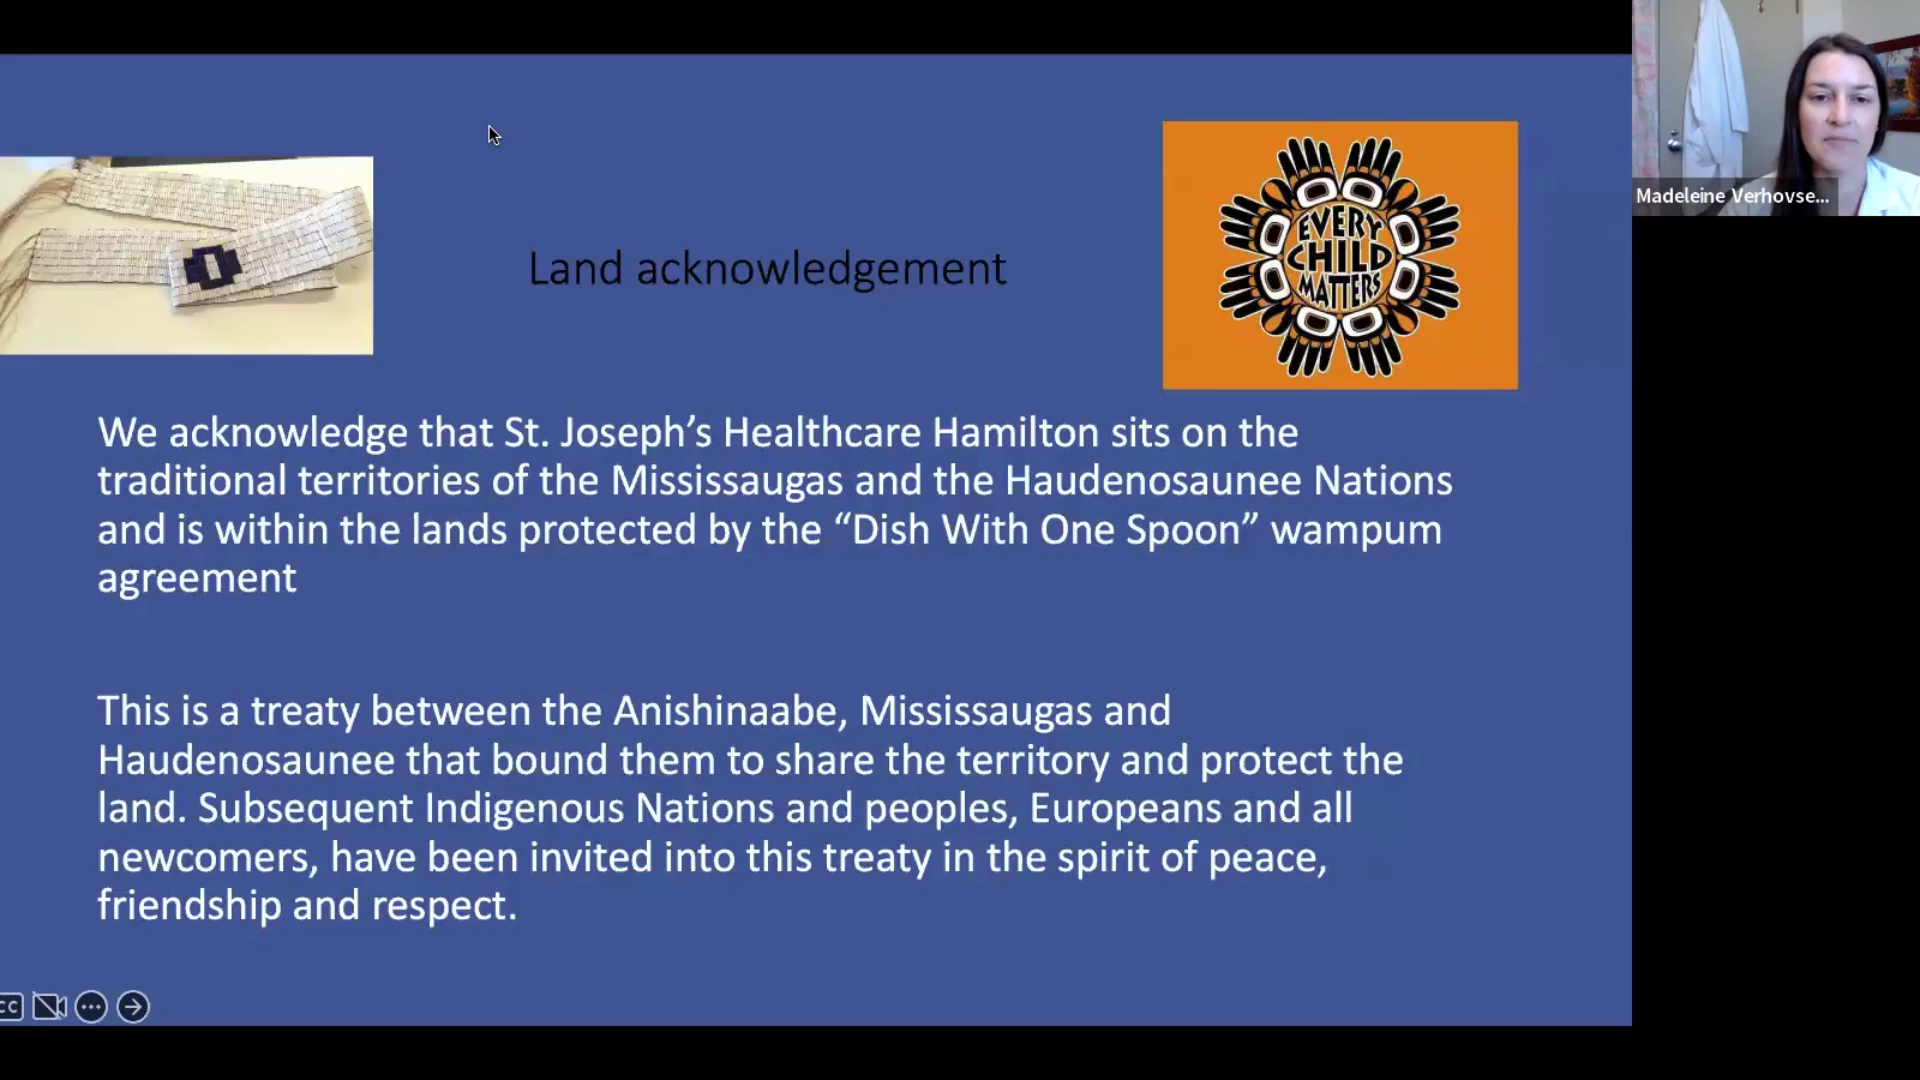 Land acknowledgement
EVERY
CHILD
MATTERS
Madeleine Verhovse...
We acknowledge that St. Joseph’s Healthcare Hamilton sits on the
traditional territories of the Mississaugas and the Haudenosaunee Nations
and is within the lands protected by the “Dish With One Spoon” wampum
agreement
This is a treaty between the Anishinaabe, Mississaugas and
Haudenosaunee that bound them to share the territory and protect the
land. Subsequent Indigenous Nations and peoples, Europeans and all
newcomers, have been invited into this treaty in the spirit of peace,
friendship and respect.
CC